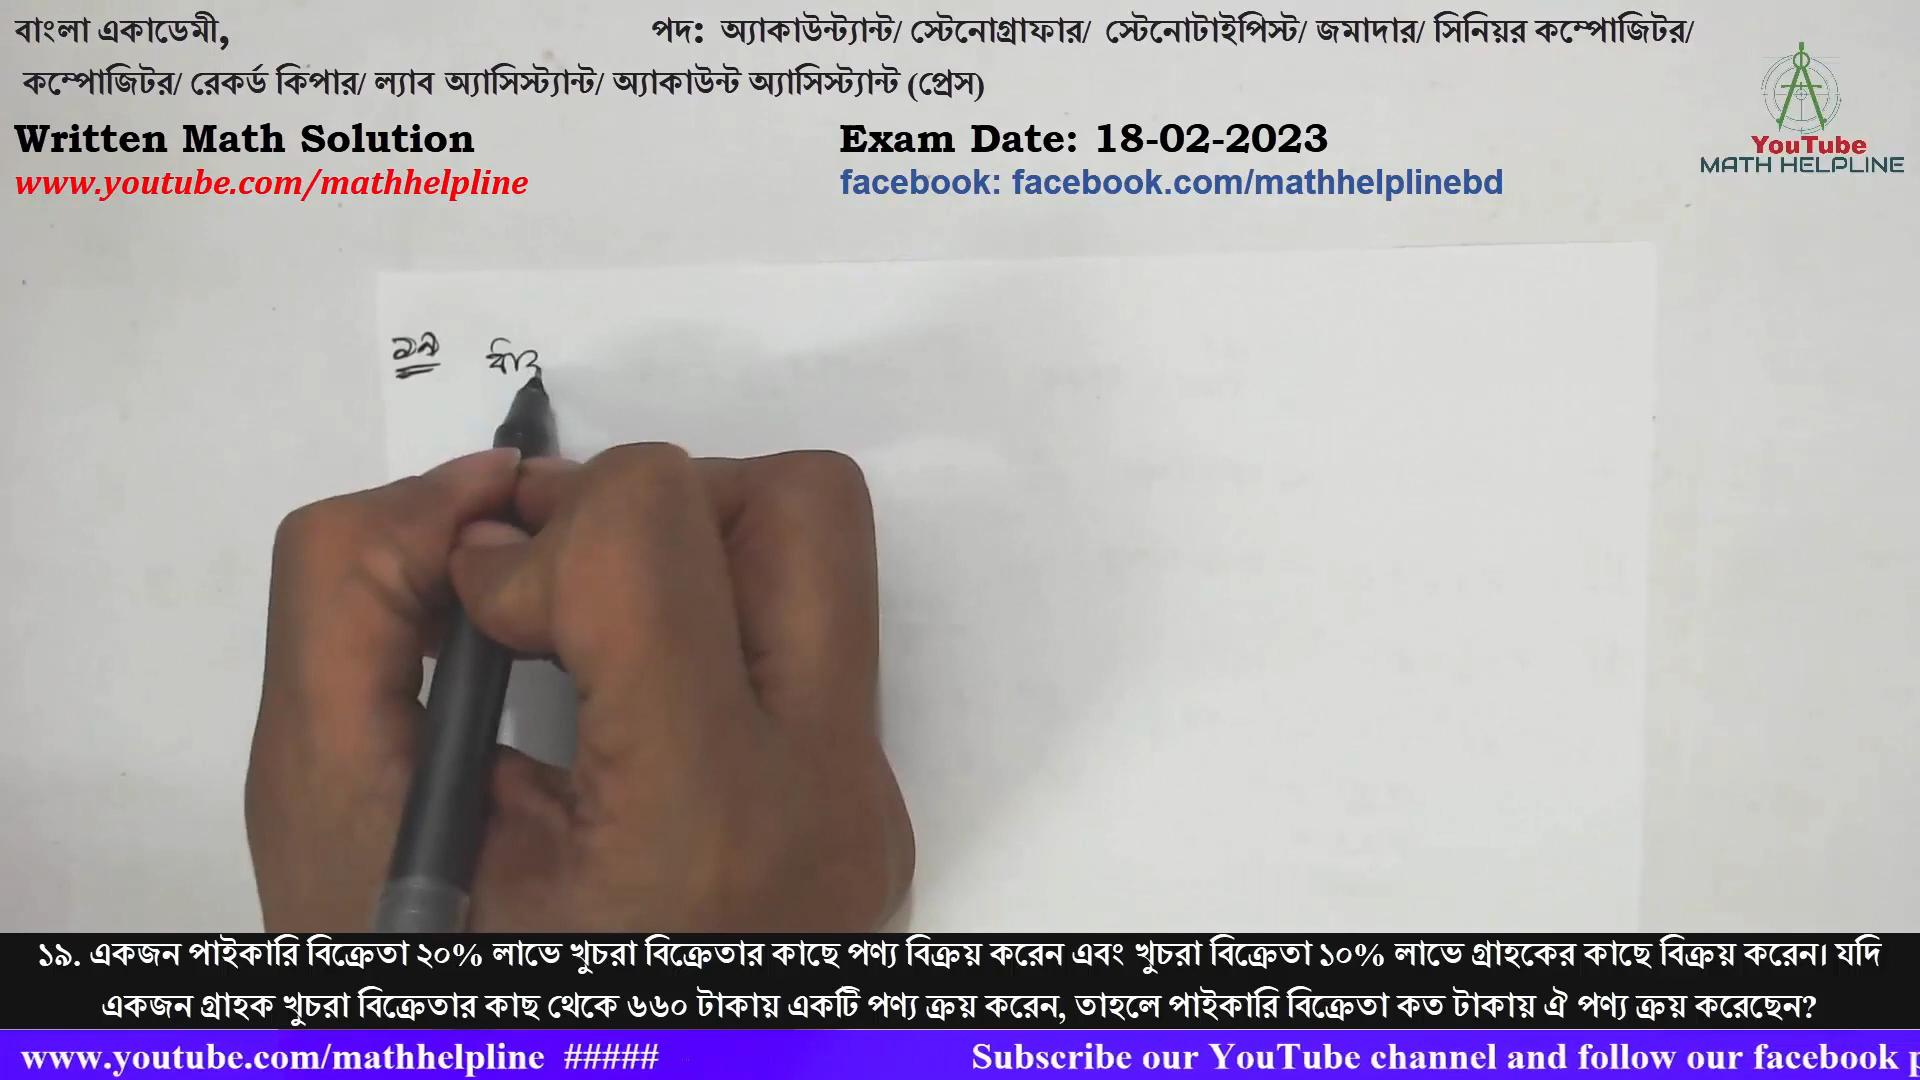 বাংলা একাডেমী, পদ: অ্যাকাউন্ট্যান্ট/ স্টেনোগ্রাফার/ স্টেনোটাইপিস্ট/ জমাদার/ সিনিয়র কম্পোজিটর/
কম্পোজিটর/ রেকর্ড কিপার/ ল্যাব অ্যাসিস্ট্যান্ট/ অ্যাকাউন্ট অ্যাসিস্ট্যান্ট (প্রেস)
Written Math Solution Exam Date: 18-02-2023
www.youtube.com/mathhelpline facebook: facebook.com/mathhelplinebd
YouTube
MATH HELPLINE
১৯
১৯. একজন পাইকারি বিক্রেতা ২০% লাভে খুচরা বিক্রেতার কাছে পণ্য বিক্রয় করেন এবং খুচরা বিক্রেতা ১০% লাভে গ্রাহকের কাছে বিক্রয় করেন। যদি
একজন গ্রাহক খুচরা বিক্রেতার কাছ থেকে ৬৬০ টাকায় একটি পণ্য ক্রয় করেন, তাহলে পাইকারি বিক্রেতা কত টাকায় ঐ পণ্য ক্রয় করেছেন?
www.youtube.com/mathhelpline ##### Subscribe our YouTube channel and follow our facebook p